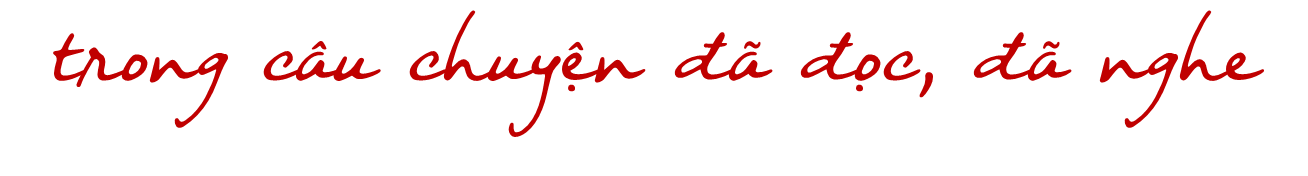 trong câu chuyện đã đọc, đã nghe